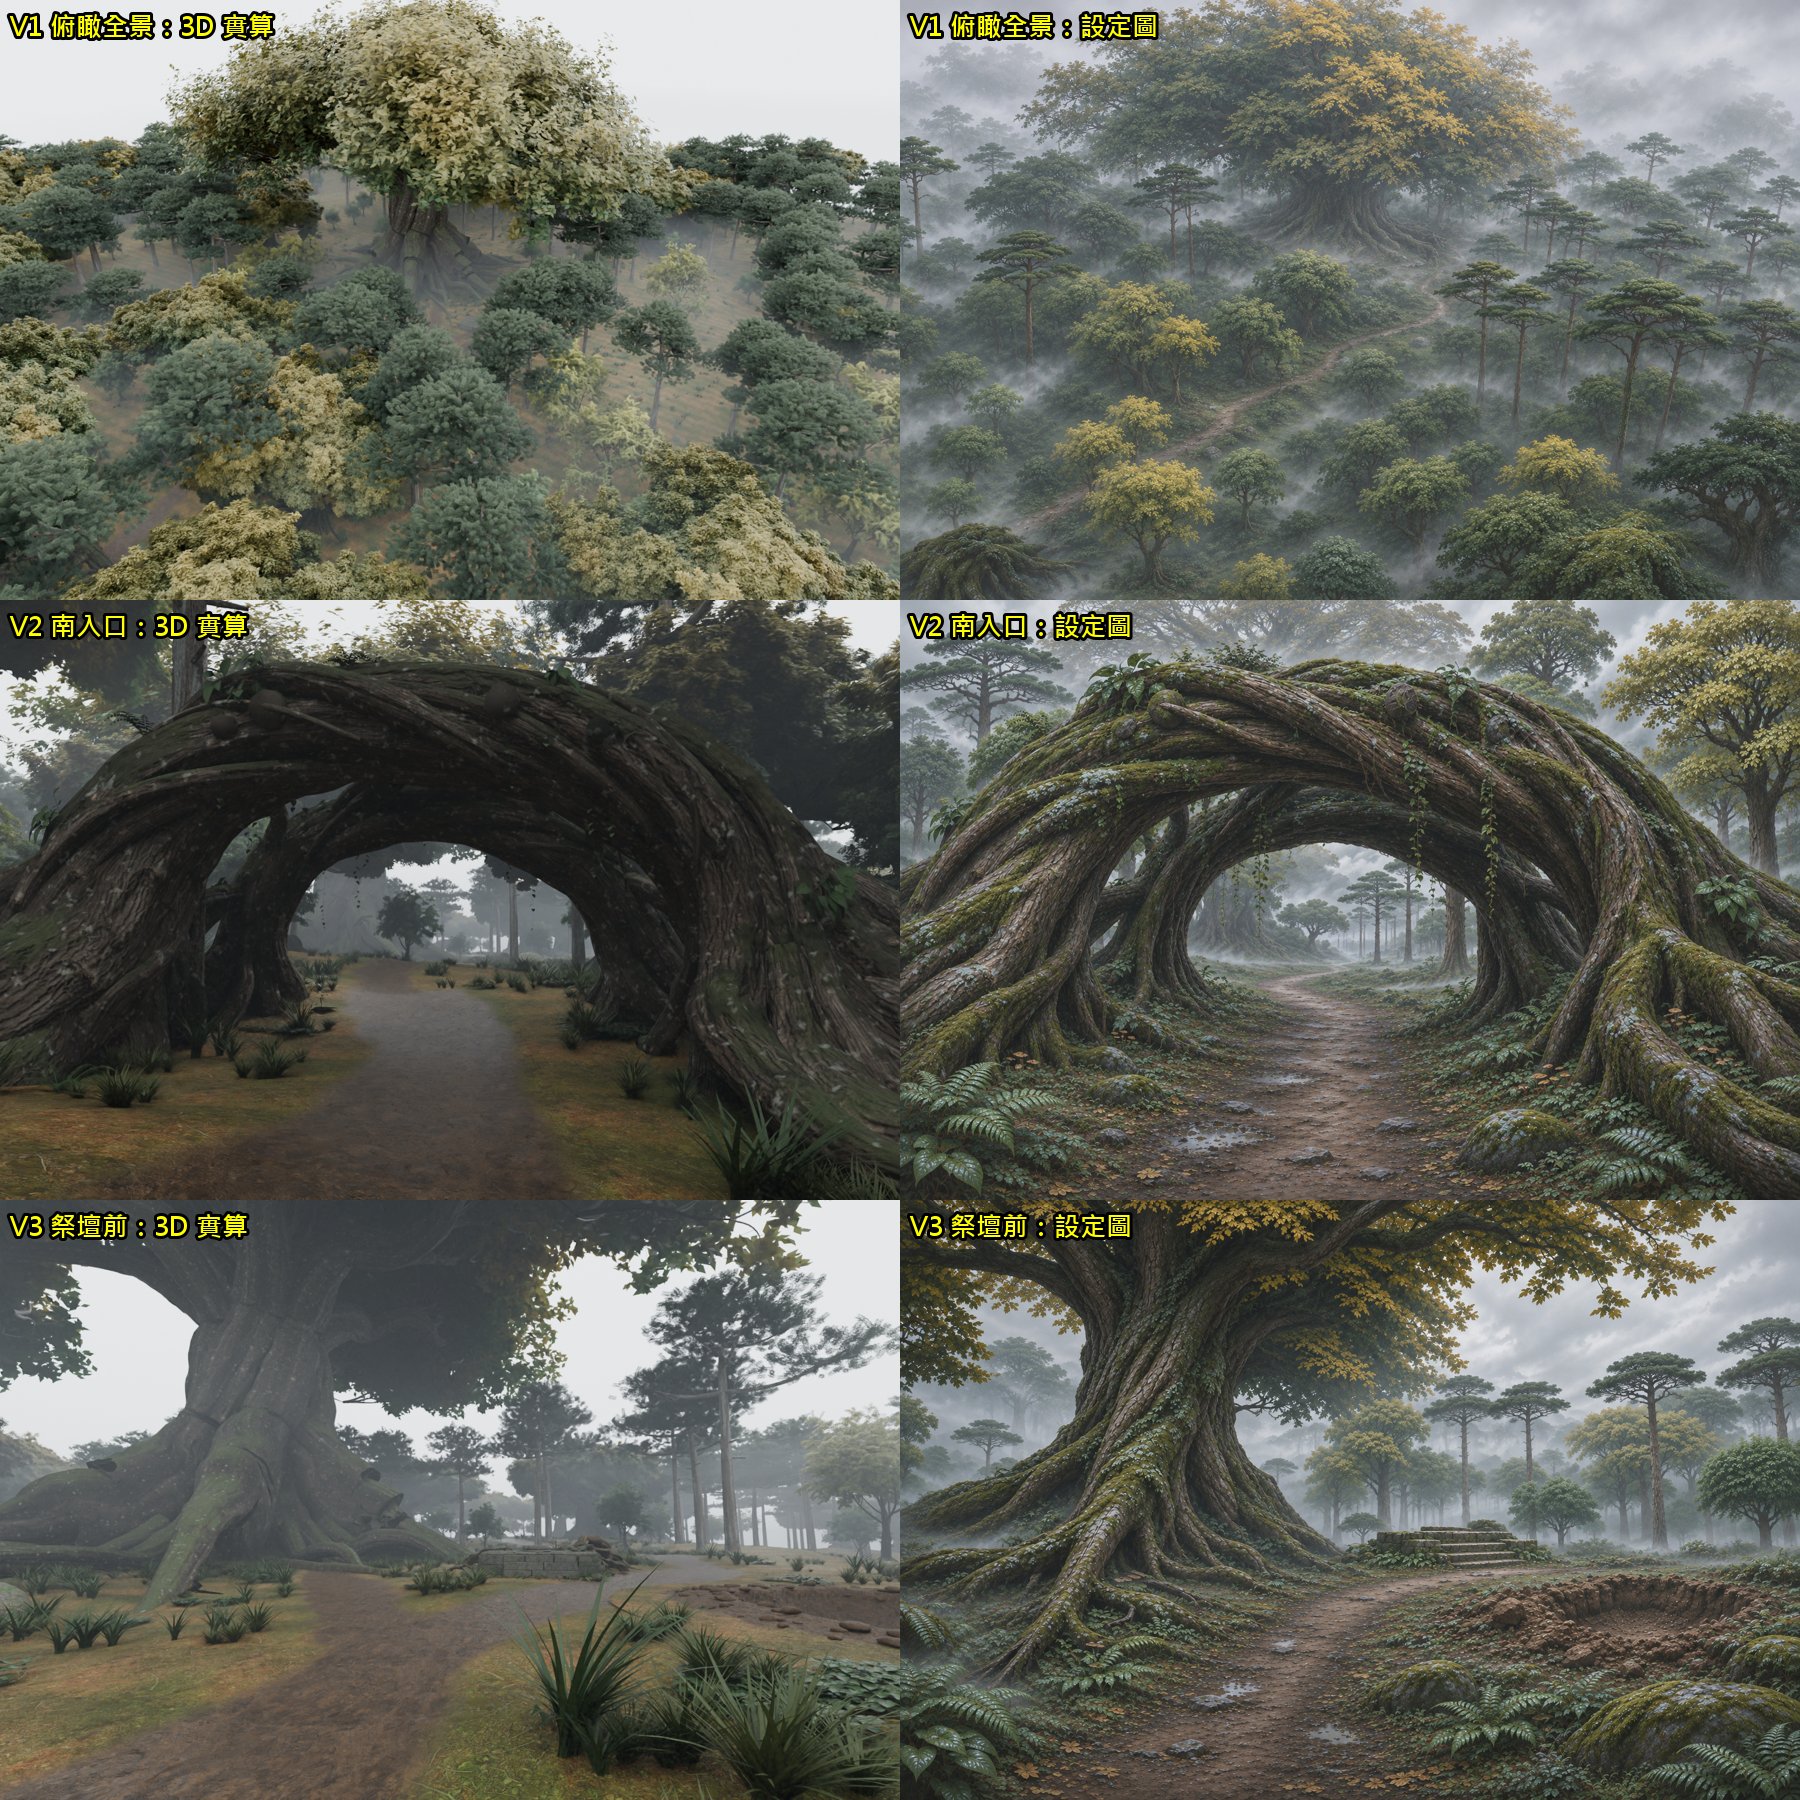 V1 俯瞰全景：3D 實算
V1 俯瞰全景：設定圖
V2 南入口：3D 實算
V2 南入口：設定圖
V3 祭壇前：3D 實算
V3 祭壇前：設定圖